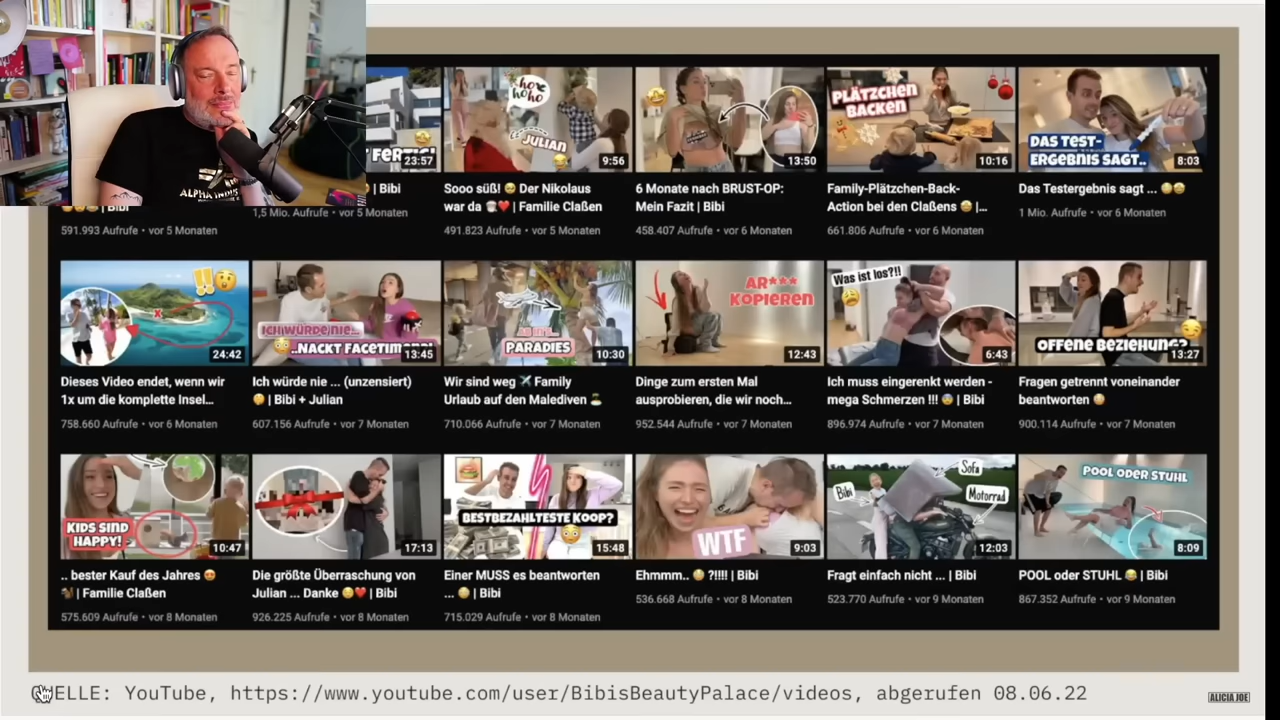 ALPHA INDUS
FERTIG!
23:57
HO HOHO
JULIAN
9:56
13:50
PLÄTZCHEN
BACKEN
10:16
DAS TEST-
ERGEBNIS SAGT..
8:03
| Bibi
| Bibi
1,5 Mio. Aufrufe • vor 5 Monaten
591.993 Aufrufe • vor 5 Monaten
Sooo süß! 🥹 Der Nikolaus
war da 🎅❤️ | Familie Claßen
491.823 Aufrufe • vor 5 Monaten
6 Monate nach BRUST-OP:
Mein Fazit | Bibi
458.407 Aufrufe • vor 6 Monaten
Family-Plätzchen-Back-
Action bei den Claßens 🤩 |...
661.806 Aufrufe • vor 6 Monaten
Das Testergebnis sagt ... 😳🤩
1 Mio. Aufrufe • vor 6 Monaten
24:42
ICH WÜRDE NIE...
..NACKT FACETIMEN?!
13:45
AB INS...
PARADIES
10:30
AR***
KOPIEREN
12:43
Was ist los?!!
6:43
OFFENE BEZIEHUNG?
13:27
Dieses Video endet, wenn wir
1x um die komplette Insel...
758.660 Aufrufe • vor 6 Monaten
Ich würde nie ... (unzensiert)
🤫 | Bibi + Julian
607.156 Aufrufe • vor 7 Monaten
Wir sind weg ✈️ Family
Urlaub auf den Malediven 🏝️
710.066 Aufrufe • vor 7 Monaten
Dinge zum ersten Mal
ausprobieren, die wir noch...
952.544 Aufrufe • vor 7 Monaten
Ich muss eingerenkt werden -
mega Schmerzen !!! 😰 | Bibi
896.974 Aufrufe • vor 7 Monaten
Fragen getrennt voneinander
beantworten 😳
900.114 Aufrufe • vor 7 Monaten
KIDS SIND
HAPPY!
10:47
17:13
BESTBEZAHLTESTE KOOP?
15:48
WTF
9:03
Bibi
Sofa
Motorrad
12:03
POOL ODER STUHL
8:09
.. bester Kauf des Jahres 😍
🐿️ | Familie Claßen
575.609 Aufrufe • vor 8 Monaten
Die größte Überraschung von
Julian ... Danke 🥺❤️ | Bibi
926.225 Aufrufe • vor 8 Monaten
Einer MUSS es beantworten
... 😳 | Bibi
715.029 Aufrufe • vor 8 Monaten
Ehmmm.. 😳 ?!!!! | Bibi
536.668 Aufrufe • vor 8 Monaten
Fragt einfach nicht ... | Bibi
523.770 Aufrufe • vor 9 Monaten
POOL oder STUHL 😂 | Bibi
867.352 Aufrufe • vor 9 Monaten
QUELLE: YouTube, https://www.youtube.com/user/BibisBeautyPalace/videos, abgerufen 08.06.22
ALICIA JOE